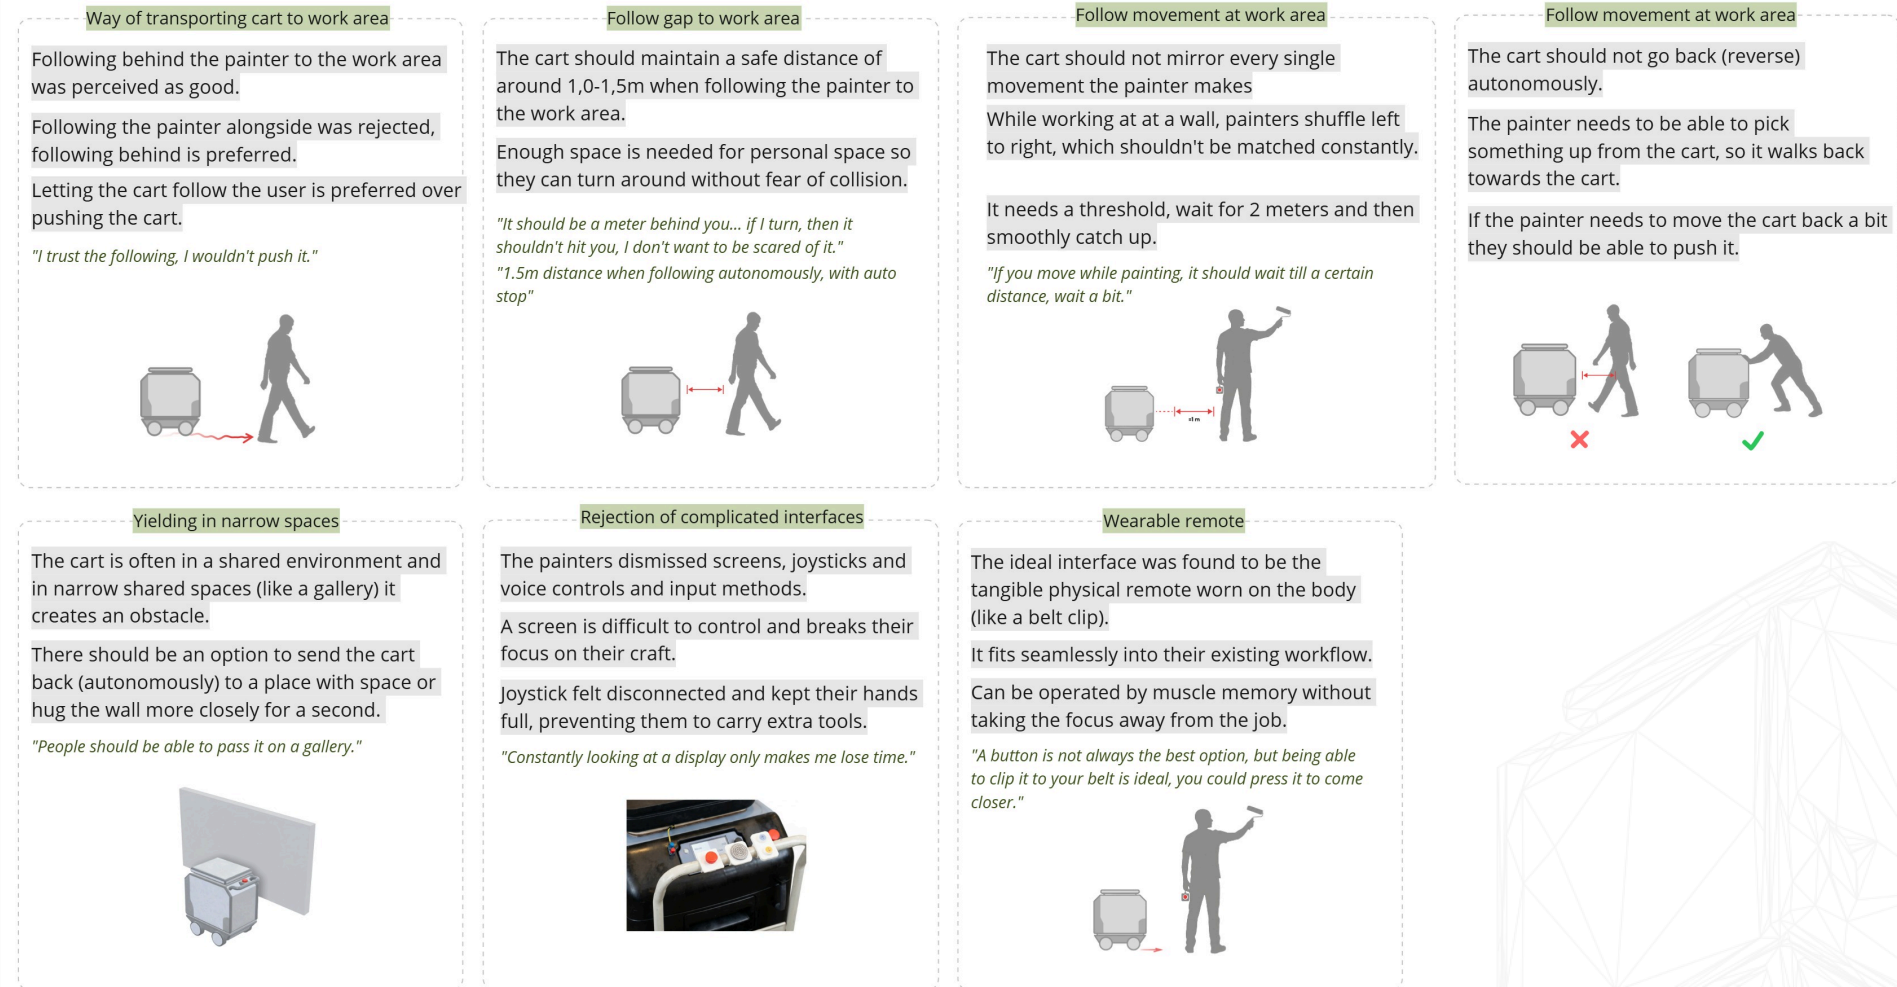 Way of transporting cart to work area
Following behind the painter to the work area
was perceived as good.
Following the painter alongside was rejected,
following behind is preferred.
Letting the cart follow the user is preferred over
pushing the cart.
"I trust the following, I wouldn't push it."
Follow gap to work area
The cart should maintain a safe distance of
around 1,0-1,5m when following the painter to
the work area.
Enough space is needed for personal space so
they can turn around without fear of collision.
"It should be a meter behind you... if I turn, then it
shouldn't hit you, I don't want to be scared of it."
"1.5m distance when following autonomously, with auto
stop"
Follow movement at work area
The cart should not mirror every single
movement the painter makes
While working at at a wall, painters shuffle left
to right, which shouldn't be matched constantly.
It needs a threshold, wait for 2 meters and then
smoothly catch up.
"If you move while painting, it should wait till a certain
distance, wait a bit."
Follow movement at work area
The cart should not go back (reverse)
autonomously.
The painter needs to be able to pick
something up from the cart, so it walks back
towards the cart.
If the painter needs to move the cart back a bit
they should be able to push it.
Yielding in narrow spaces
The cart is often in a shared environment and
in narrow shared spaces (like a gallery) it
creates an obstacle.
There should be an option to send the cart
back (autonomously) to a place with space or
hug the wall more closely for a second.
"People should be able to pass it on a gallery."
Rejection of complicated interfaces
The painters dismissed screens, joysticks and
voice controls and input methods.
A screen is difficult to control and breaks their
focus on their craft.
Joystick felt disconnected and kept their hands
full, preventing them to carry extra tools.
"Constantly looking at a display only makes me lose time."
Wearable remote
The ideal interface was found to be the
tangible physical remote worn on the body
(like a belt clip).
It fits seamlessly into their existing workflow.
Can be operated by muscle memory without
taking the focus away from the job.
"A button is not always the best option, but being able
to clip it to your belt is ideal, you could press it to come
closer."